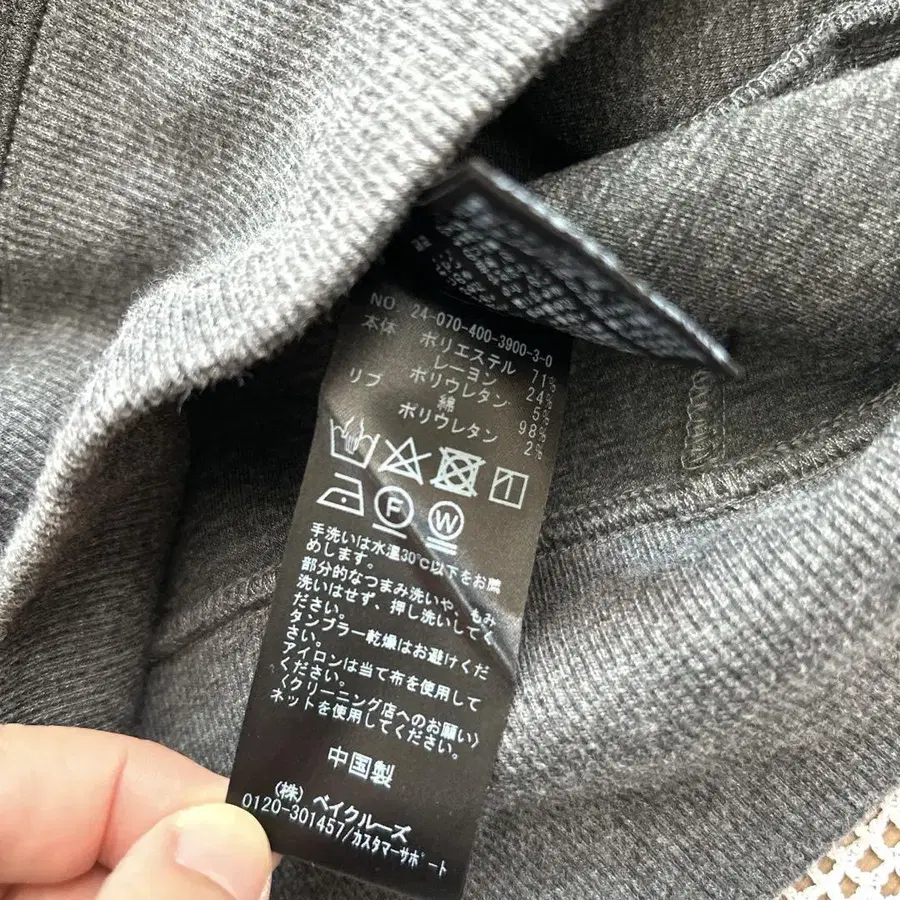 NO 24-070-400-3900-3-0
本体 ポリエステル 71%
レーヨン 24%
ポリウレタン 5%
リブ 綿 98%
ポリウレタン 2%
F W
手洗いは水温30℃以下をお薦
めします。
部分的なつまみ洗いや、もみ
洗いはせず、押し洗いしてく
ださい。
タンブラー乾燥はお避けくだ
さい。
アイロンは当て布を使用して
ください。
〈クリーニング店へのお願い〉
ネットを使用してください。
中国製
(株) ベイクルーズ
0120-301457/カスタマーサポート